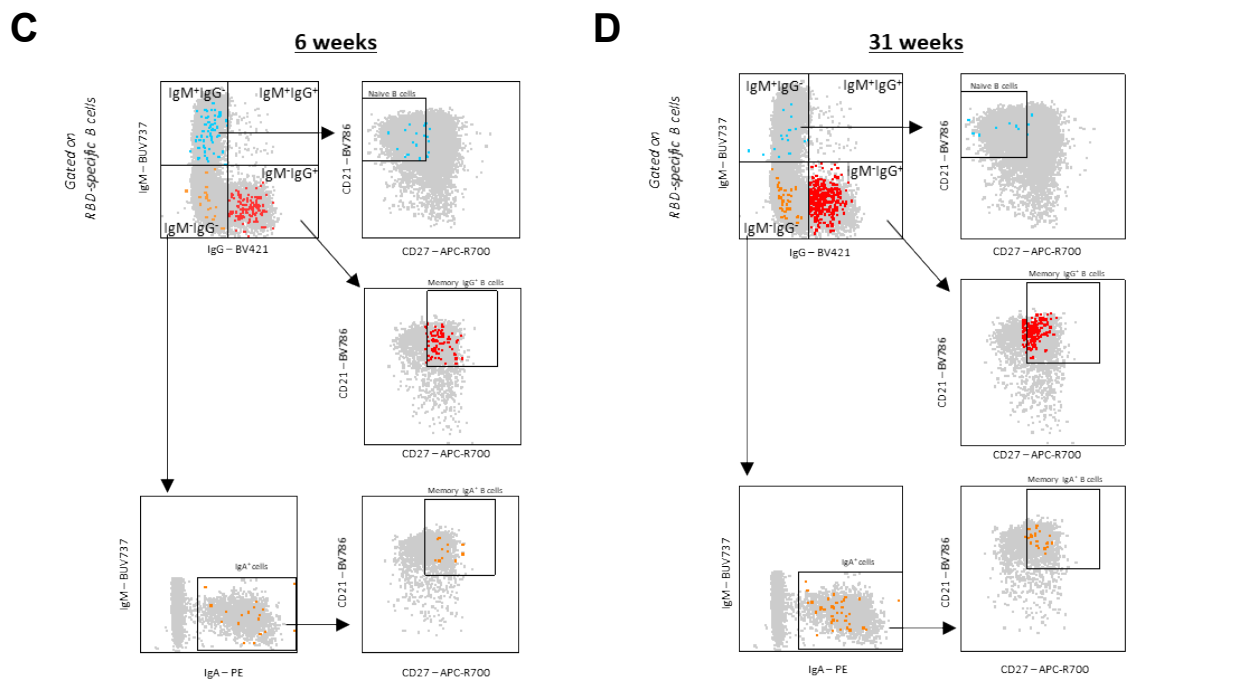 C
6 weeks
Gated on
RBD-specific B cells
IgM⁺IgG⁻
IgM⁺IgG⁺
IgM⁻IgG⁺
IgM⁻IgG⁻
IgM – BUV737
IgG – BV421
Naive B cells
CD21 – BV786
CD27 – APC-R700
Memory IgG⁺ B cells
CD21 – BV786
CD27 – APC-R700
IgM – BUV737
IgA⁺ cells
IgA – PE
Memory IgA⁺ B cells
CD21 – BV786
CD27 – APC-R700
D
31 weeks
Gated on
RBD-specific B cells
IgM⁺IgG⁻
IgM⁺IgG⁺
IgM⁻IgG⁺
IgM⁻IgG⁻
IgM – BUV737
IgG – BV421
Naive B cells
CD21 – BV786
CD27 – APC-R700
Memory IgG⁺ B cells
CD21 – BV786
CD27 – APC-R700
IgM – BUV737
IgA⁺ cells
IgA – PE
Memory IgA⁺ B cells
CD21 – BV786
CD27 – APC-R700